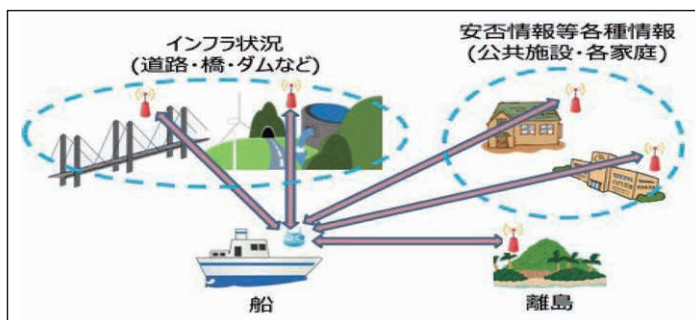 インフラ状況
(道路・橋・ダムなど)
安否情報等各種情報
(公共施設・各家庭)
船
離島